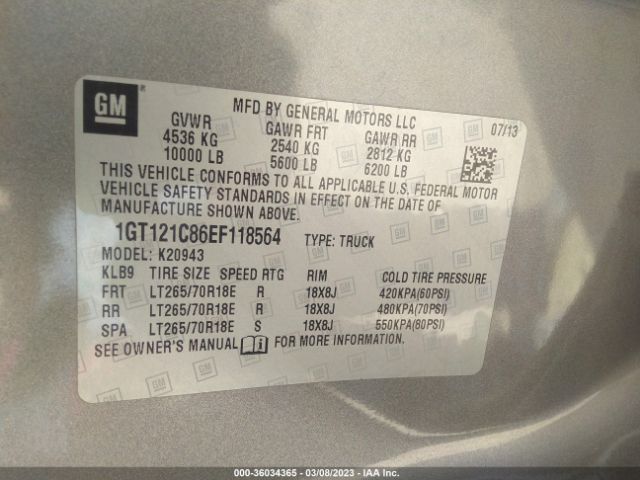 GM
MFD BY GENERAL MOTORS LLC
07/13
GVWR GAWR FRT GAWR RR
4536 KG 2540 KG 2812 KG
10000 LB 5600 LB 6200 LB
THIS VEHICLE CONFORMS TO ALL APPLICABLE U.S. FEDERAL MOTOR
VEHICLE SAFETY STANDARDS IN EFFECT ON THE DATE OF
MANUFACTURE SHOWN ABOVE.
1GT121C86EF118564 TYPE: TRUCK
MODEL: K20943
KLB9 TIRE SIZE SPEED RTG RIM COLD TIRE PRESSURE
FRT LT265/70R18E R 18X8J 420KPA(60PSI)
RR LT265/70R18E R 18X8J 480KPA(70PSI)
SPA LT265/70R18E S 18X8J 550KPA(80PSI)
SEE OWNER'S MANUAL FOR MORE INFORMATION.
000-36034365 - 03/08/2023 - IAA Inc.